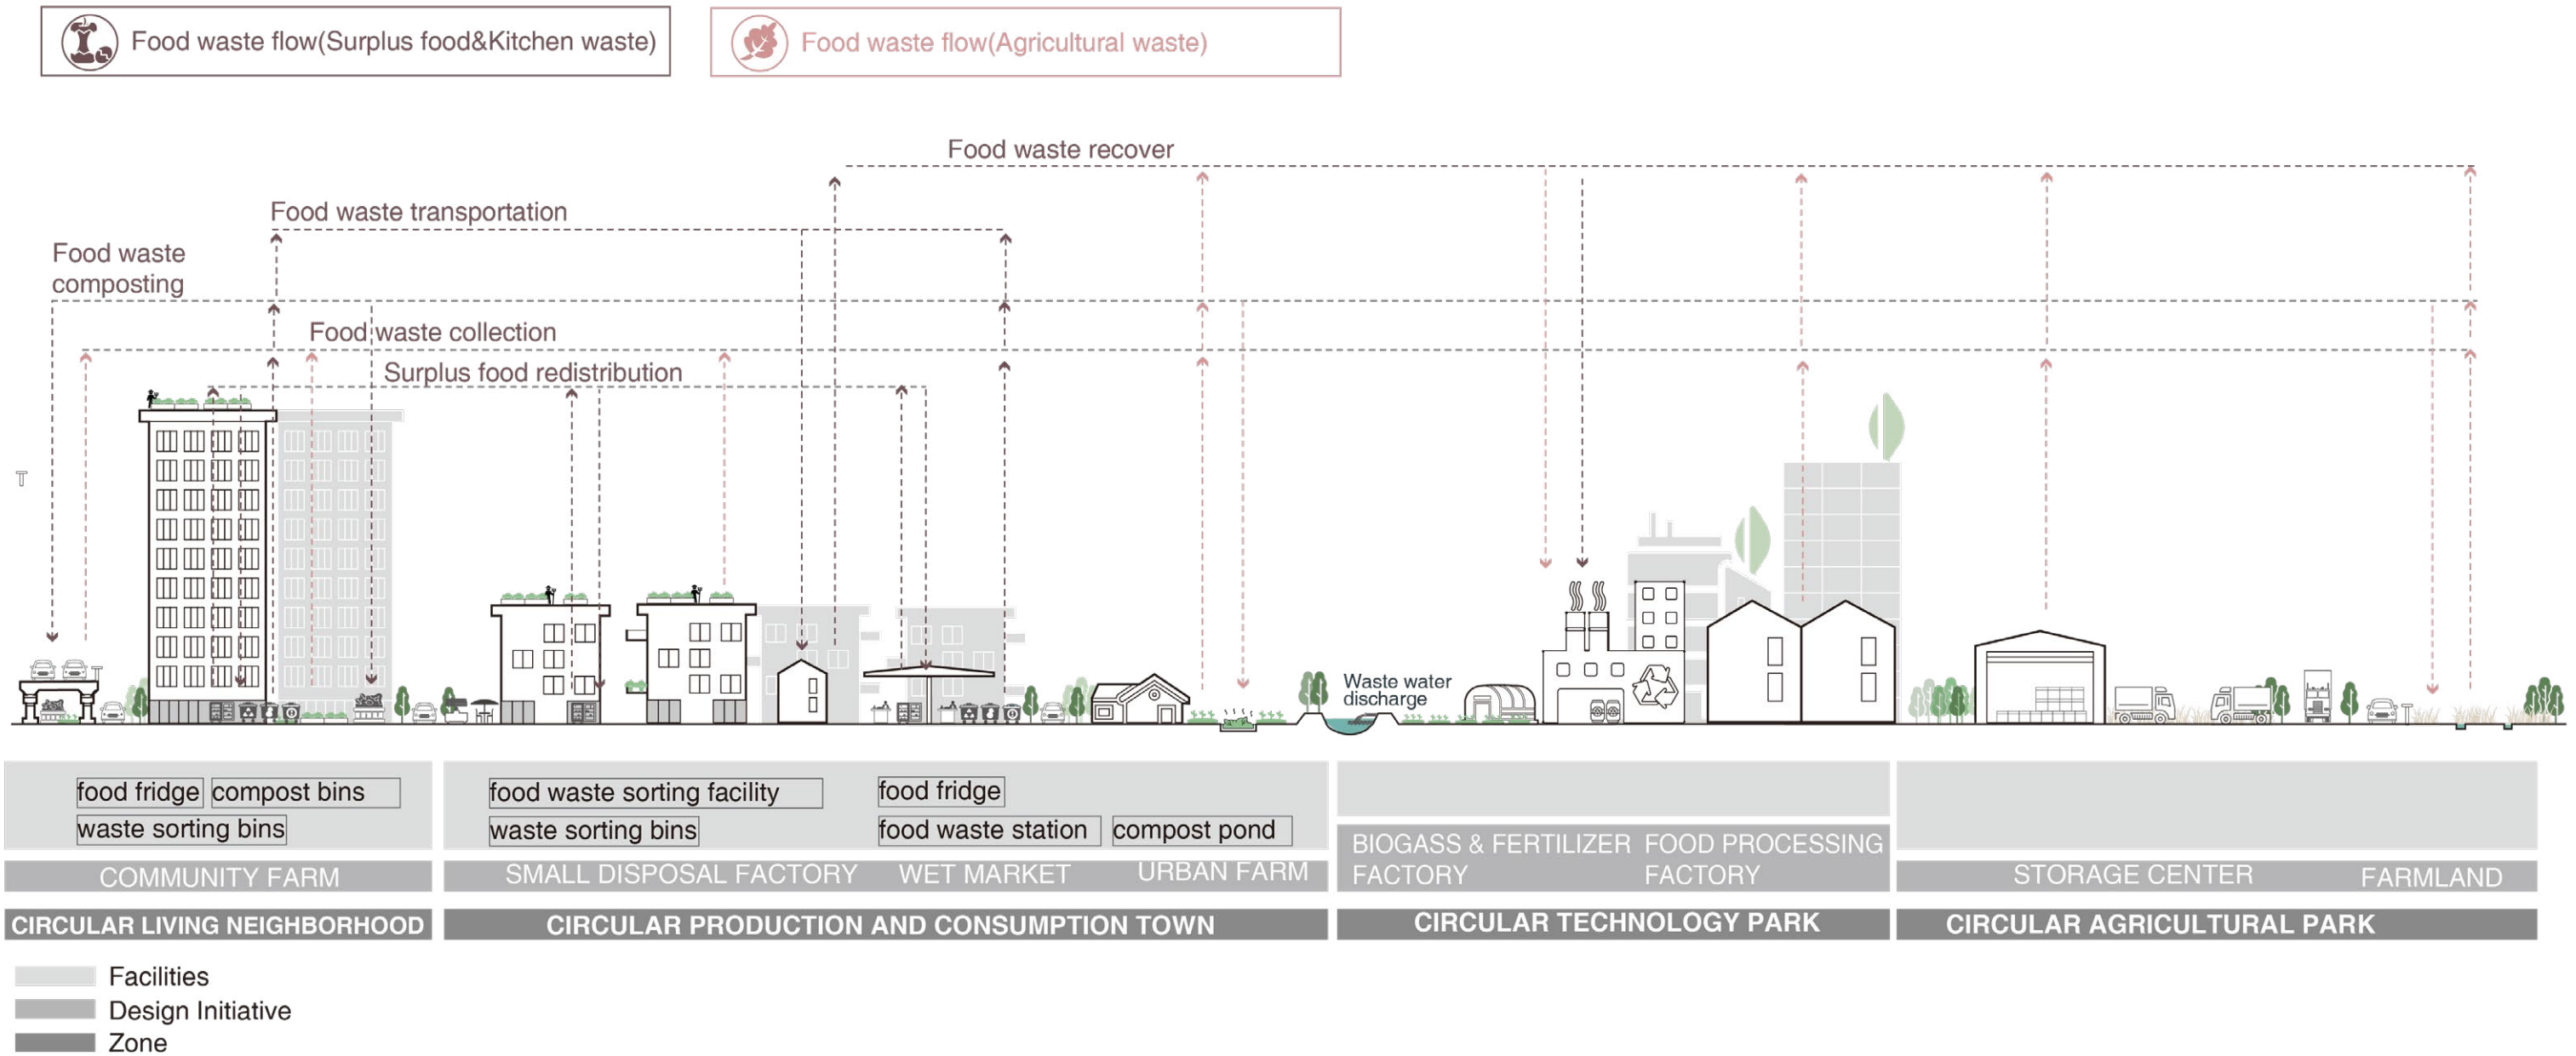 Food waste flow(Surplus food&Kitchen waste)
Food waste flow(Agricultural waste)
Food waste recover
Food waste transportation
Food waste
composting
Food waste collection
Surplus food redistribution
T
Waste water
discharge
food fridge
compost bins
waste sorting bins
food waste sorting facility
waste sorting bins
food fridge
food waste station
compost pond
COMMUNITY FARM
SMALL DISPOSAL FACTORY
WET MARKET
URBAN FARM
BIOGASS & FERTILIZER
FACTORY
FOOD PROCESSING
FACTORY
STORAGE CENTER
FARMLAND
CIRCULAR LIVING NEIGHBORHOOD
CIRCULAR PRODUCTION AND CONSUMPTION TOWN
CIRCULAR TECHNOLOGY PARK
CIRCULAR AGRICULTURAL PARK
Facilities
Design Initiative
Zone